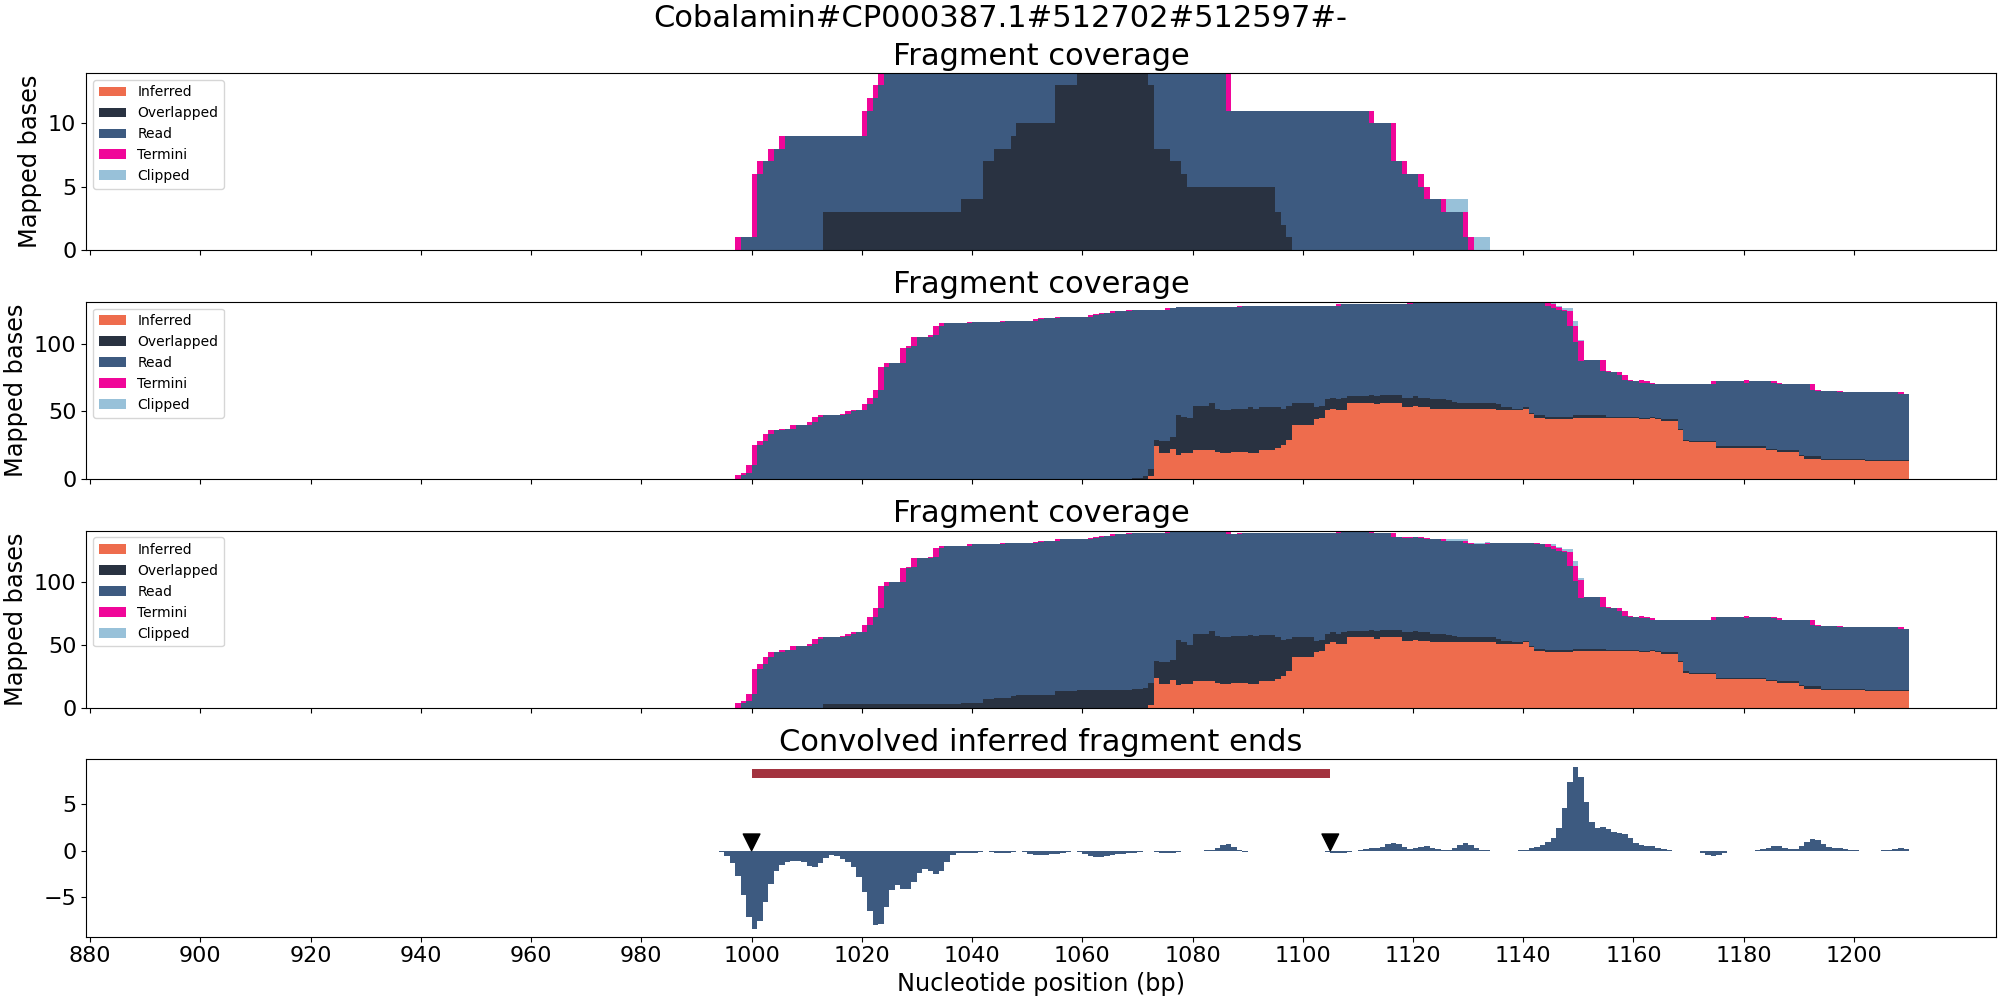 Cobalamin#CP000387.1#512702#512597#-
Fragment coverage
Mapped bases
10
5
0
Inferred
Overlapped
Read
Termini
Clipped
Fragment coverage
Mapped bases
100
50
0
Inferred
Overlapped
Read
Termini
Clipped
Fragment coverage
Mapped bases
100
50
0
Inferred
Overlapped
Read
Termini
Clipped
Convolved inferred fragment ends
5
0
−5
880 900 920 940 960 980 1000 1020 1040 1060 1080 1100 1120 1140 1160 1180 1200
Nucleotide position (bp)